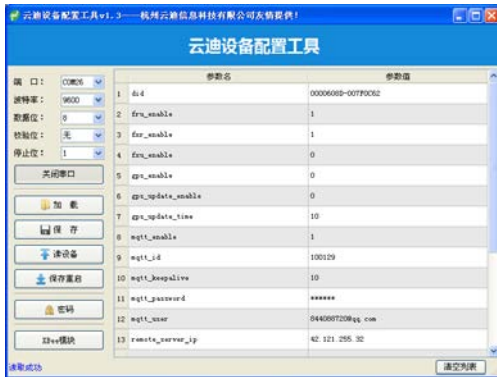 云迪设备配置工具v1.3——杭州云迪信息科技有限公司友情提供!
云迪设备配置工具
端 口: COM26
波特率: 9600
数据位: 8
校验位: 无
停止位: 1
关闭串口
加 载
保 存
读设备
保存重启
密码
参数名 参数值
1 did 0000608D-007F0C62
2 fru_enable 1
3 fsr_enable 1
4 fxu_enable 0
5 gps_enable 0
6 gps_update_enable 0
7 gps_update_time 10
8 mqtt_enable 1
9 mqtt_id 100129
10 mqtt_keepalive 10
11 mqtt_password ******
12 mqtt_user
13 remote_server_ip 42.121.255.32
读取成功
清空列表